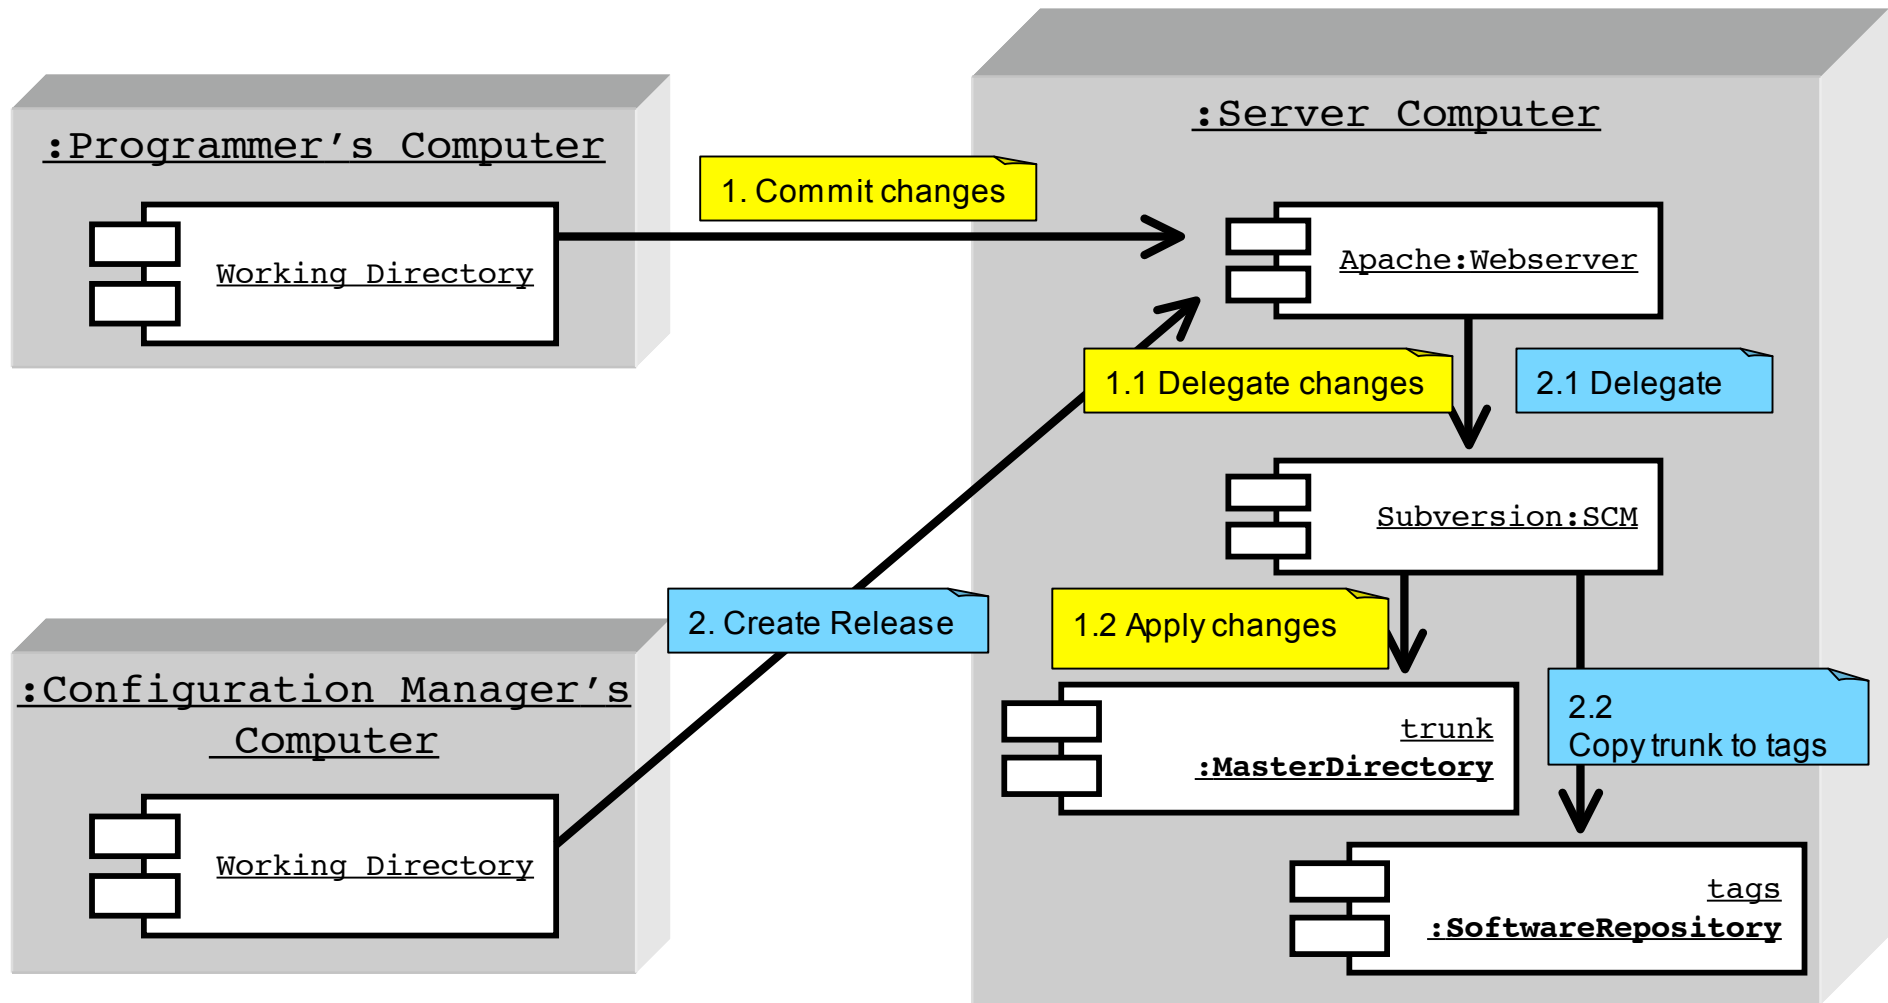 :Programmer’s Computer
Working Directory
1. Commit changes
:Server Computer
Apache:Webserver
1.1 Delegate changes
2.1 Delegate
Subversion:SCM
2. Create Release
1.2 Apply changes
:Configuration Manager’s
Computer
Working Directory
trunk
:MasterDirectory
2.2
Copy trunk to tags
tags
:SoftwareRepository